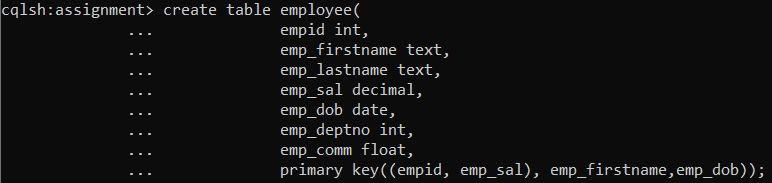 cqlsh:assignment> create table employee(
... empid int,
... emp_firstname text,
... emp_lastname text,
... emp_sal decimal,
... emp_dob date,
... emp_deptno int,
... emp_comm float,
... primary key((empid, emp_sal), emp_firstname,emp_dob));